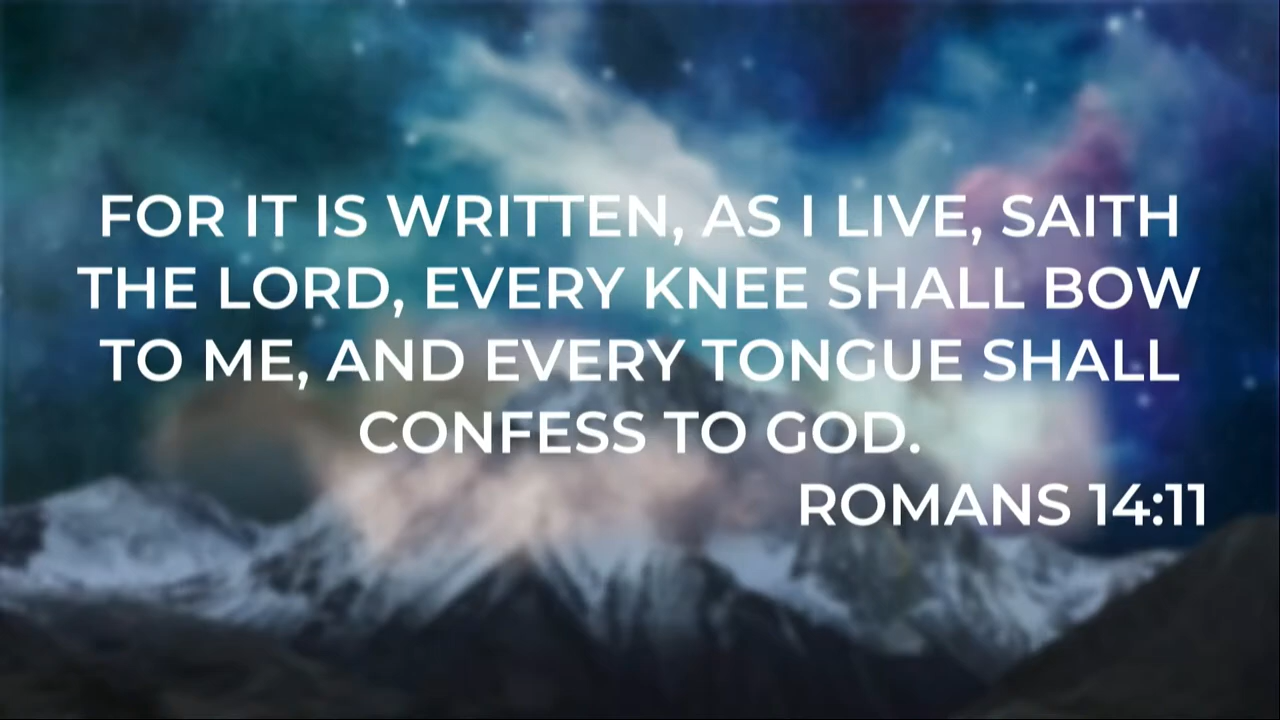 FOR IT IS WRITTEN, AS I LIVE, SAITH
THE LORD, EVERY KNEE SHALL BOW
TO ME, AND EVERY TONGUE SHALL
CONFESS TO GOD.
ROMANS 14:11